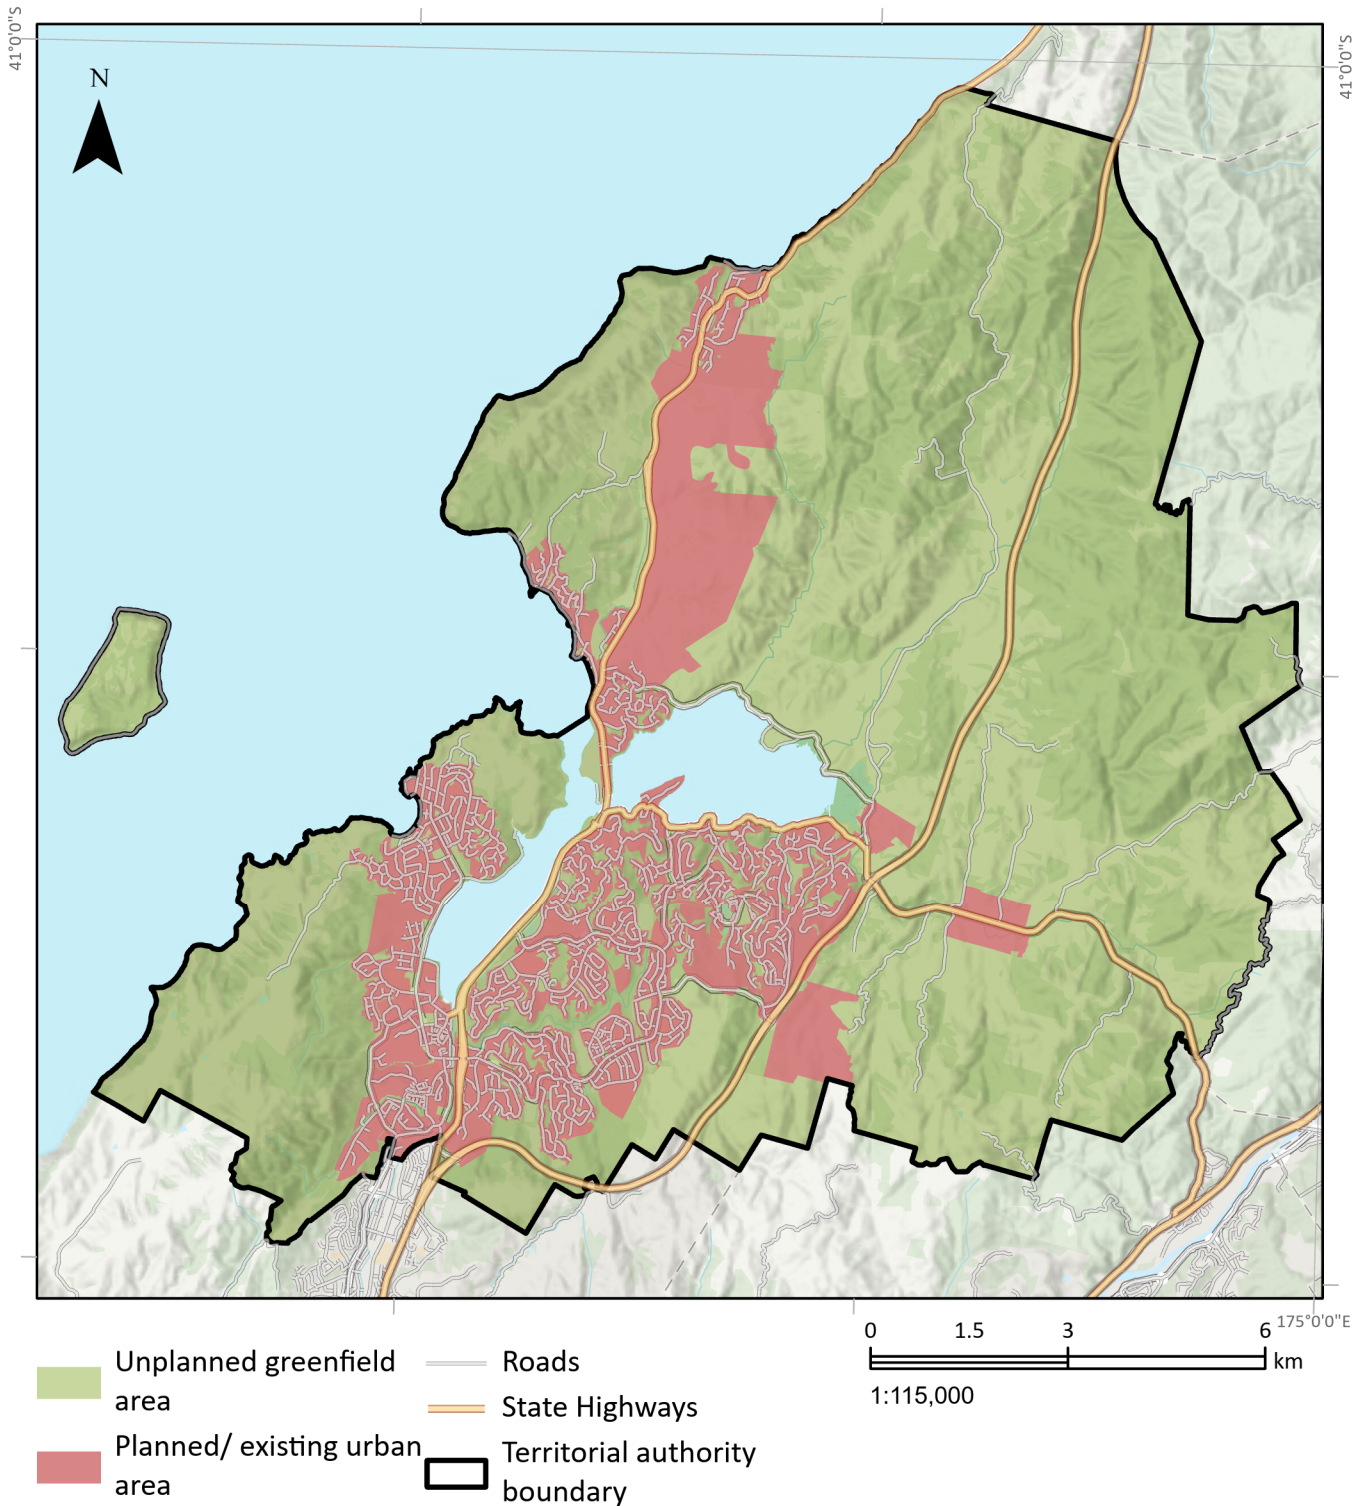 41°0'0"S
41°0'0"S
N
175°0'0"E
0 1.5 3 6
km
1:115,000
Unplanned greenfield
area
Planned/ existing urban
area
Roads
State Highways
Territorial authority
boundary